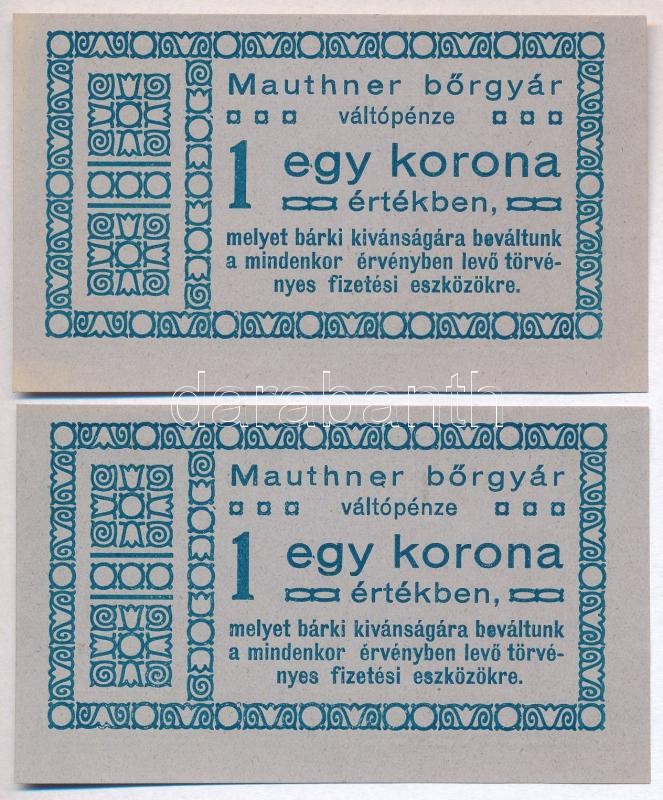 Mauthner bőrgyár
váltópénze
1 egy korona
értékben,
melyet bárki kivánságára beváltunk
a mindenkor érvényben levő törvé-
nyes fizetési eszközökre.
darabanth
Mauthner bőrgyár
váltópénze
1 egy korona
értékben,
melyet bárki kivánságára beváltunk
a mindenkor érvényben levő törvé-
nyes fizetési eszközökre.